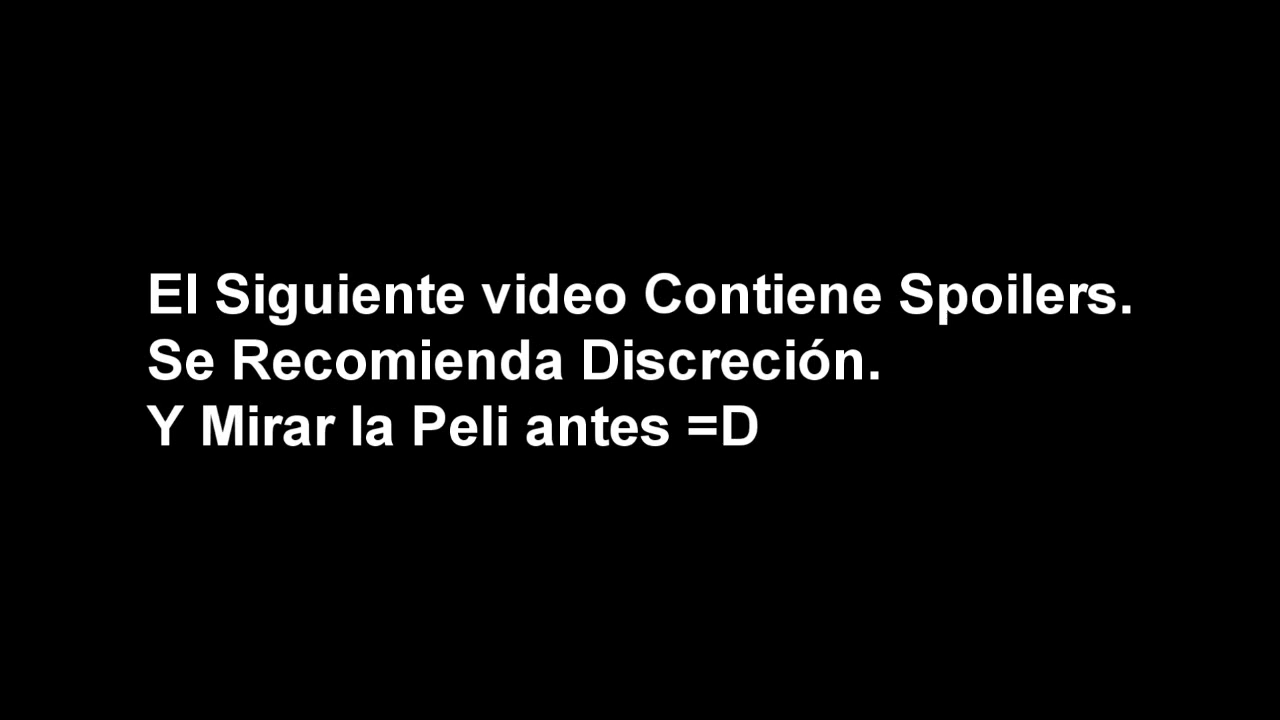 El Siguiente video Contiene Spoilers.
Se Recomienda Discreción.
Y Mirar la Peli antes =D